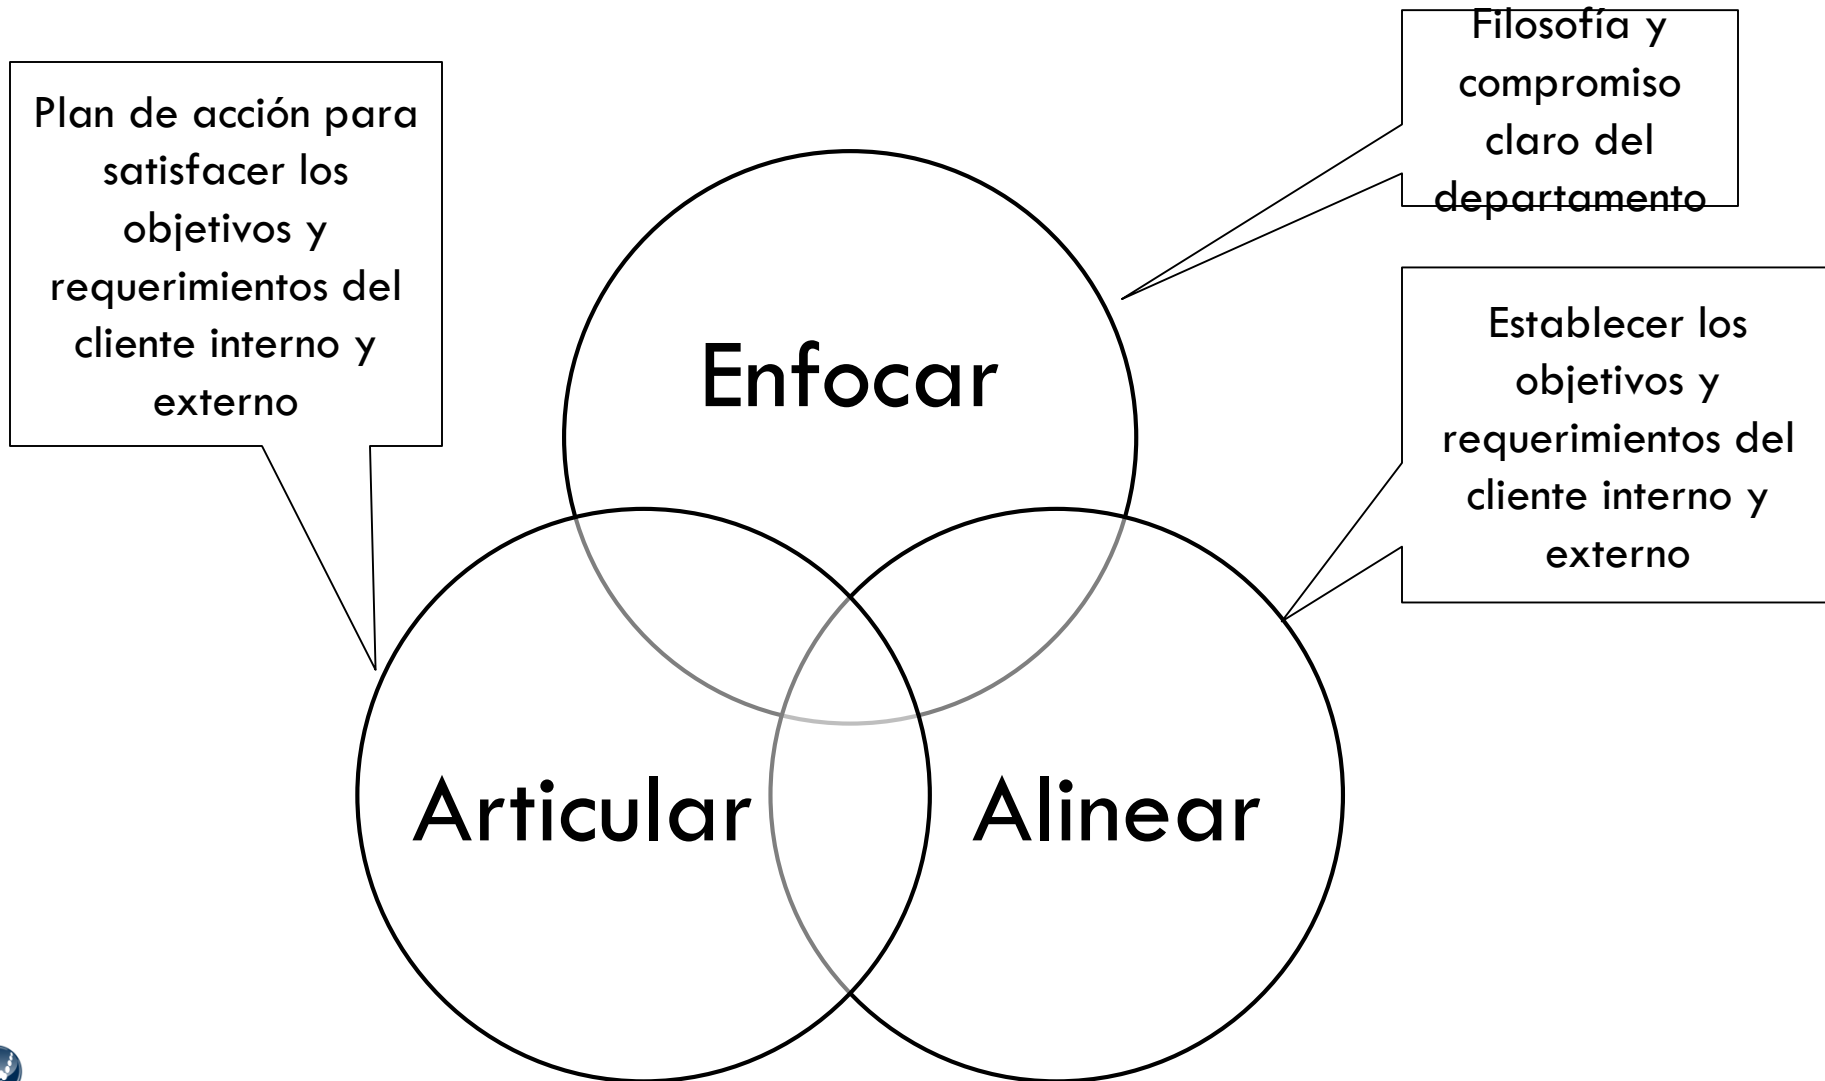 Filosofía y
compromiso
claro del
departamento
Plan de acción para
satisfacer los
objetivos y
requerimientos del
cliente interno y
externo
Establecer los
objetivos y
requerimientos del
cliente interno y
externo
Enfocar
Articular
Alinear